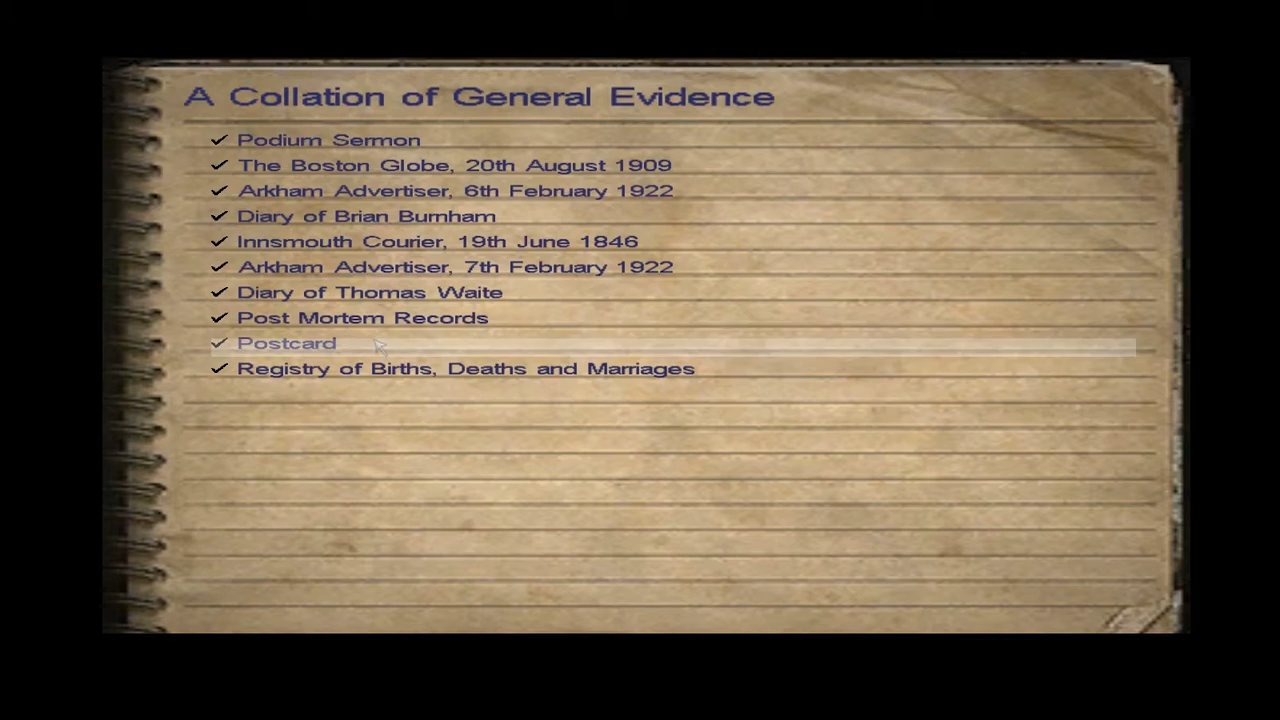 A Collation of General Evidence
Podium Sermon
The Boston Globe, 20th August 1909
Arkham Advertiser, 6th February 1922
Diary of Brian Burnham
Innsmouth Courier, 19th June 1846
Arkham Advertiser, 7th February 1922
Diary of Thomas Waite
Post Mortem Records
Postcard
Registry of Births, Deaths and Marriages